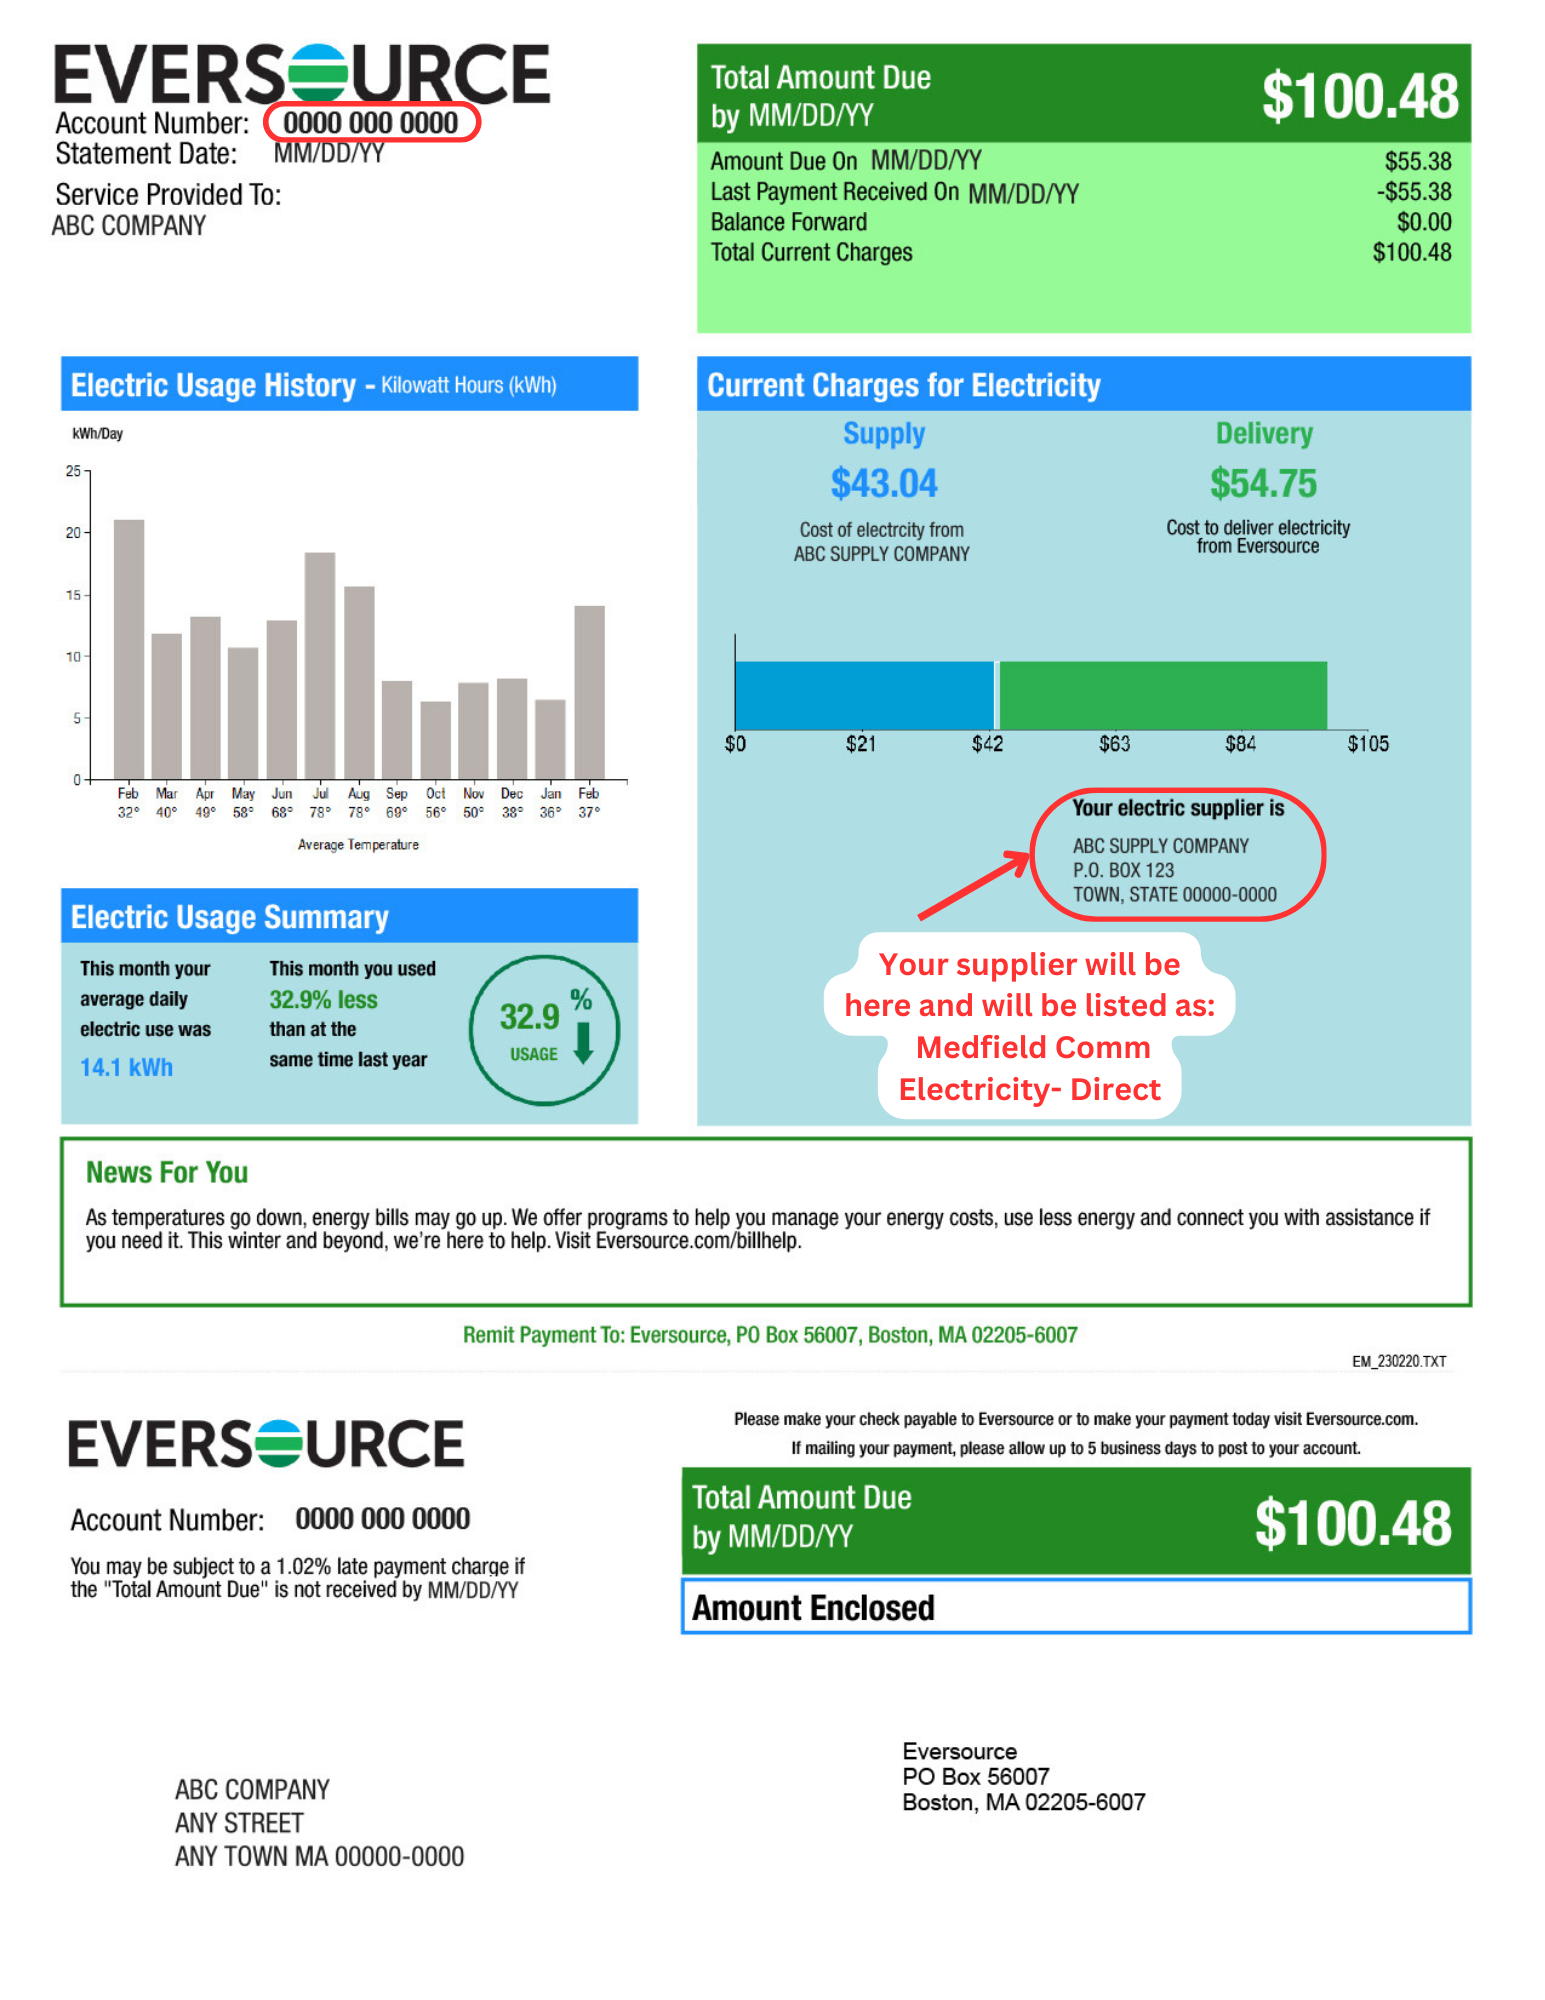 EVERSOURCE
Account Number: 0000 000 0000
Statement Date: MM/DD/YY
Service Provided To:
ABC COMPANY
Total Amount Due
by MM/DD/YY
$100.48
Amount Due On MM/DD/YY $55.38
Last Payment Received On MM/DD/YY -$55.38
Balance Forward $0.00
Total Current Charges $100.48
Electric Usage History - Kilowatt Hours (kWh)
kWh/Day
25
20
15
10
5
0
Feb Mar Apr May Jun Jul Aug Sep Oct Nov Dec Jan Feb
32° 40° 49° 58° 68° 78° 78° 69° 56° 50° 38° 36° 37°
Average Temperature
Current Charges for Electricity
Supply
$43.04
Cost of electrcity from
ABC SUPPLY COMPANY
Delivery
$54.75
Cost to deliver electricity
from Eversource
$0 $21 $42 $63 $84 $105
Your electric supplier is
ABC SUPPLY COMPANY
P.O. BOX 123
TOWN, STATE 00000-0000
Your supplier will be
here and will be listed as:
Medfield Comm
Electricity- Direct
Electric Usage Summary
This month your
average daily
electric use was
14.1 kWh
This month you used
32.9% less
than at the
same time last year
32.9 %
USAGE
News For You
As temperatures go down, energy bills may go up. We offer programs to help you manage your energy costs, use less energy and connect you with assistance if
you need it. This winter and beyond, we're here to help. Visit Eversource.com/billhelp.
Remit Payment To: Eversource, PO Box 56007, Boston, MA 02205-6007
EM_230220.TXT
EVERSOURCE
Account Number: 0000 000 0000
You may be subject to a 1.02% late payment charge if
the "Total Amount Due" is not received by MM/DD/YY
Please make your check payable to Eversource or to make your payment today visit Eversource.com.
If mailing your payment, please allow up to 5 business days to post to your account.
Total Amount Due
by MM/DD/YY
$100.48
Amount Enclosed
ABC COMPANY
ANY STREET
ANY TOWN MA 00000-0000
Eversource
PO Box 56007
Boston, MA 02205-6007